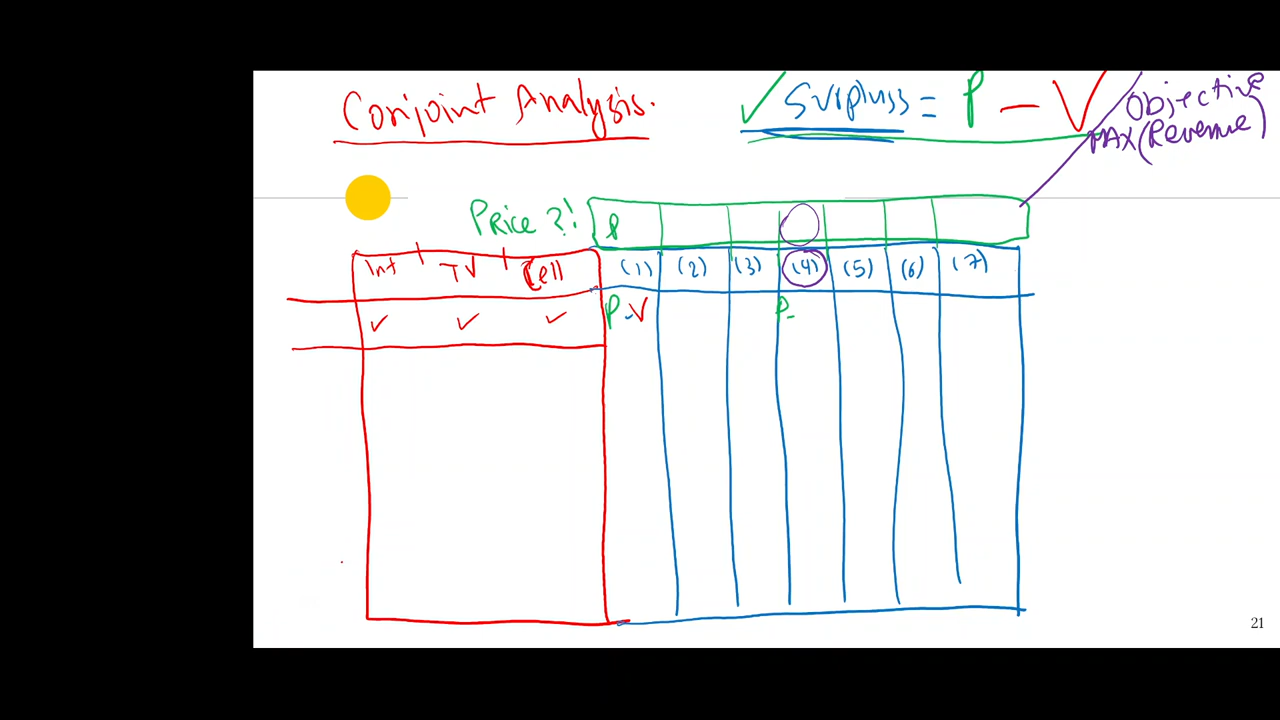 Conjoint Analysis.
✓ Surpluss = P - V
Objective
MAX(Revenue)
Price ?!
P
Int TV Cell (1) (2) (3) (4) (5) (6) (7)
✓ ✓ ✓ P-V P-
21